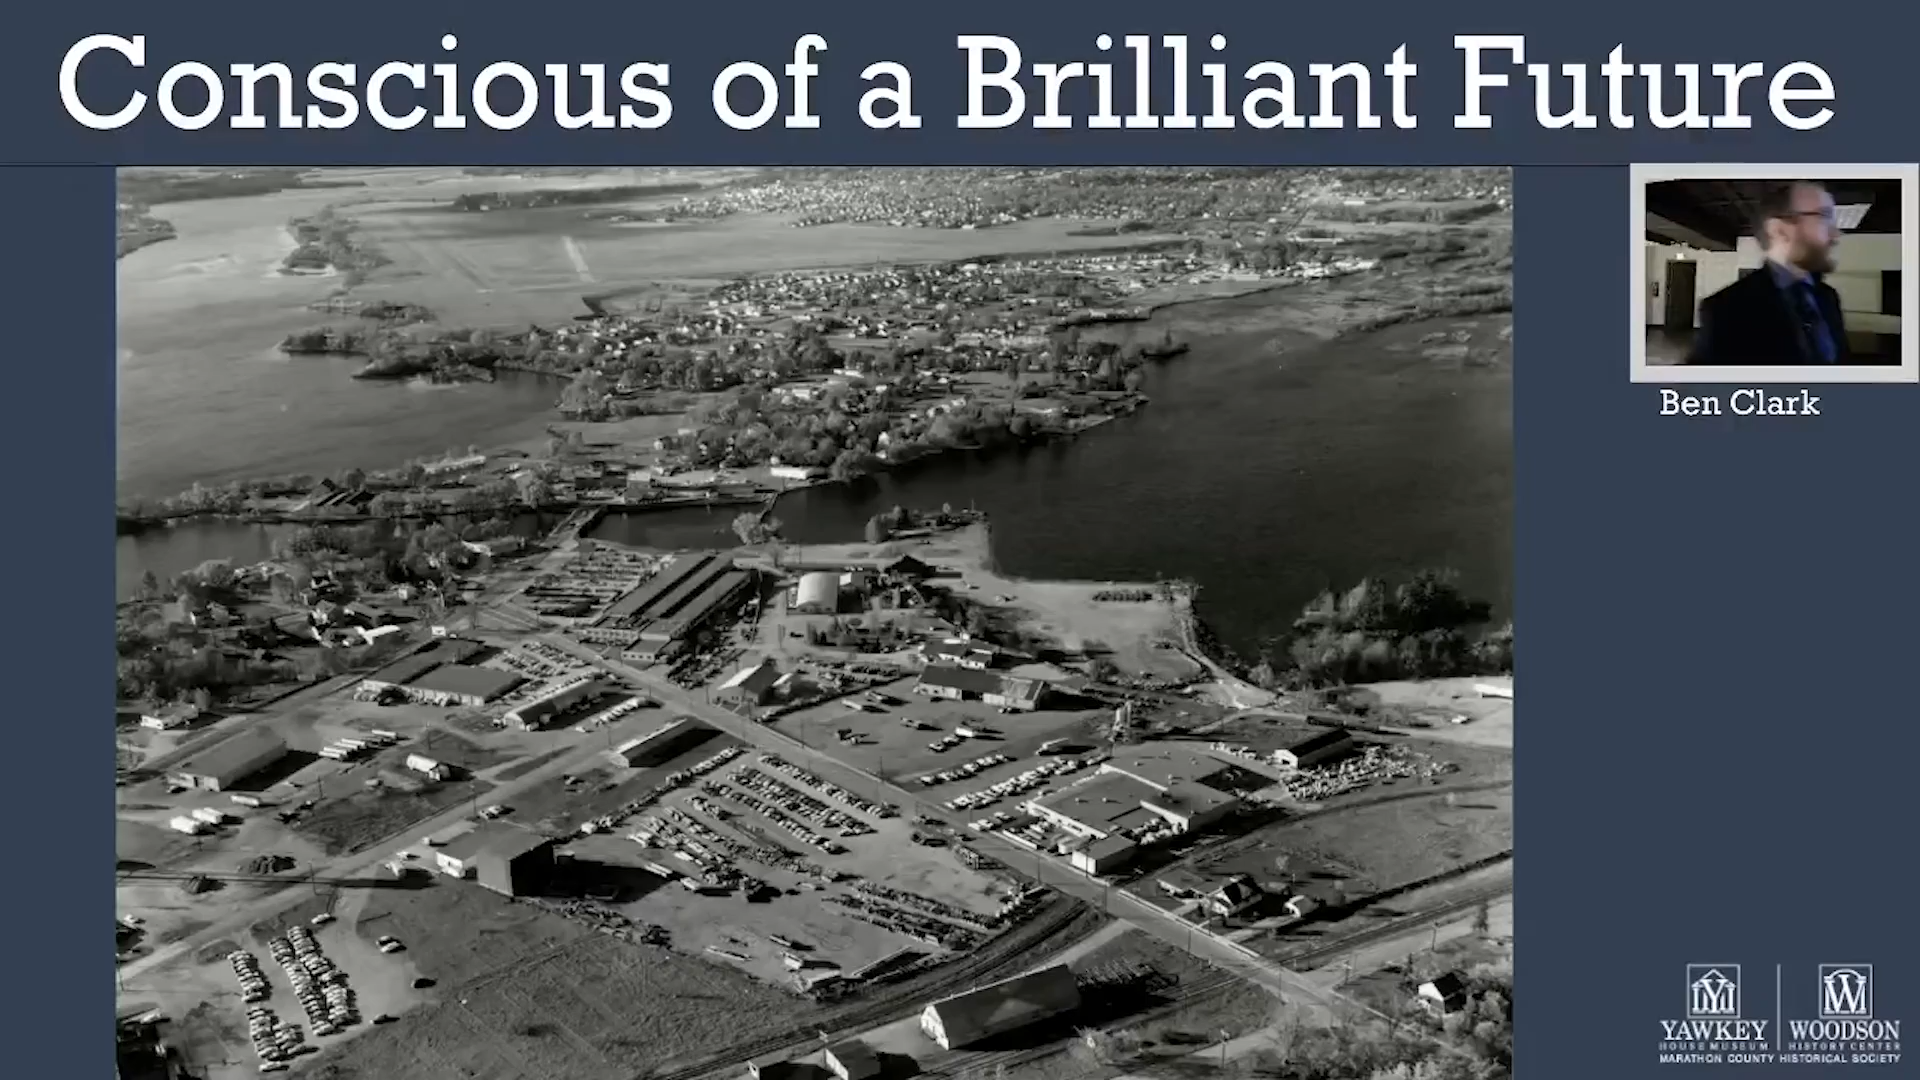 Conscious of a Brilliant Future
Ben Clark
YAWKEY
HOUSE MUSEUM
WOODSON
HISTORY CENTER
MARATHON COUNTY HISTORICAL SOCIETY